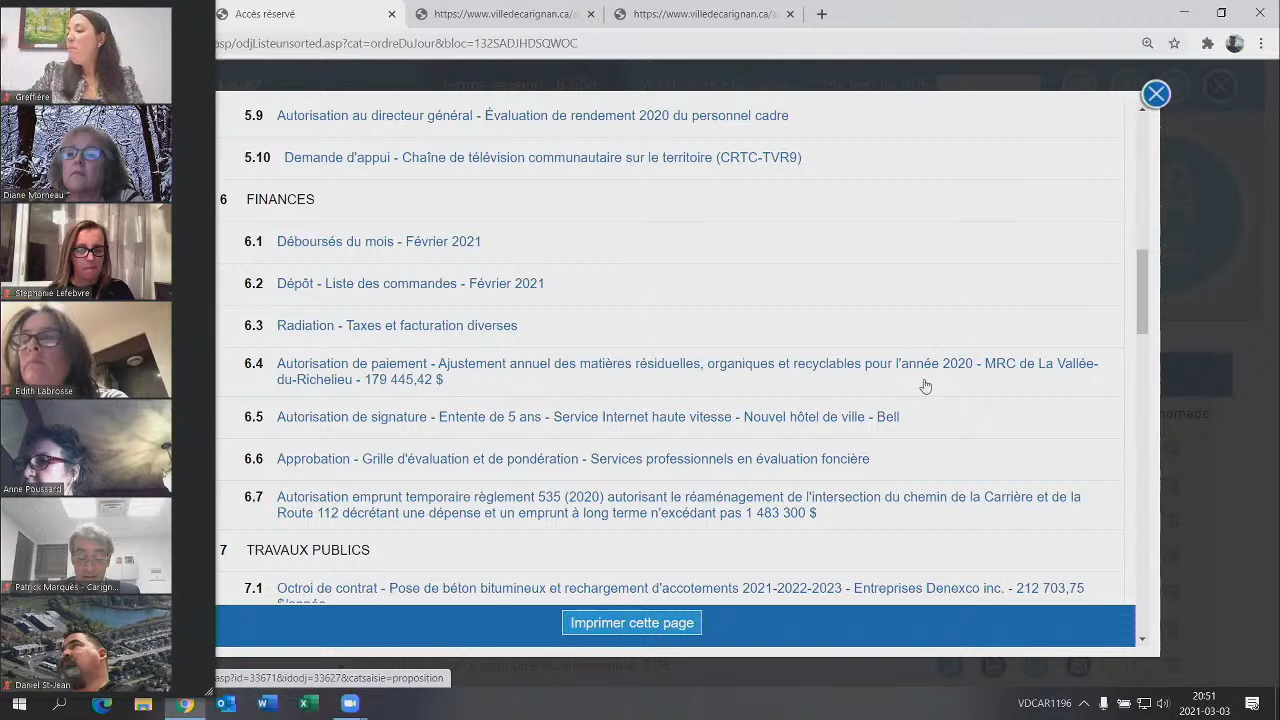 Accès réservé
https://www.villedecarignan.ca/a
https://www.villedecarignan.ca/
Greffière
Diane Morneau
Stéphanie Lefebvre
Edith Labrosse
Anne Poussard
Patrick Marquès - Carign...
Daniel St-Jean
5.9 Autorisation au directeur général - Évaluation de rendement 2020 du personnel cadre
5.10 Demande d'appui - Chaîne de télévision communautaire sur le territoire (CRTC-TVR9)
6 FINANCES
6.1 Déboursés du mois - Février 2021
6.2 Dépôt - Liste des commandes - Février 2021
6.3 Radiation - Taxes et facturation diverses
6.4 Autorisation de paiement - Ajustement annuel des matières résiduelles, organiques et recyclables pour l'année 2020 - MRC de La Vallée-
du-Richelieu - 179 445,42 $
6.5 Autorisation de signature - Entente de 5 ans - Service Internet haute vitesse - Nouvel hôtel de ville - Bell
6.6 Approbation - Grille d'évaluation et de pondération - Services professionnels en évaluation foncière
6.7 Autorisation emprunt temporaire règlement 535 (2020) autorisant le réaménagement de l'intersection du chemin de la Carrière et de la
Route 112 décrétant une dépense et un emprunt à long terme n'excédant pas 1 483 300 $
7 TRAVAUX PUBLICS
7.1 Octroi de contrat - Pose de béton bitumineux et rechargement d'accotements 2021-2022-2023 - Entreprises Denexco inc. - 212 703,75
$/année
Imprimer cette page
asp?id=33671&rootdj=33627&catsaisie=proposition
VDCAR1196
20:51
2021-03-03